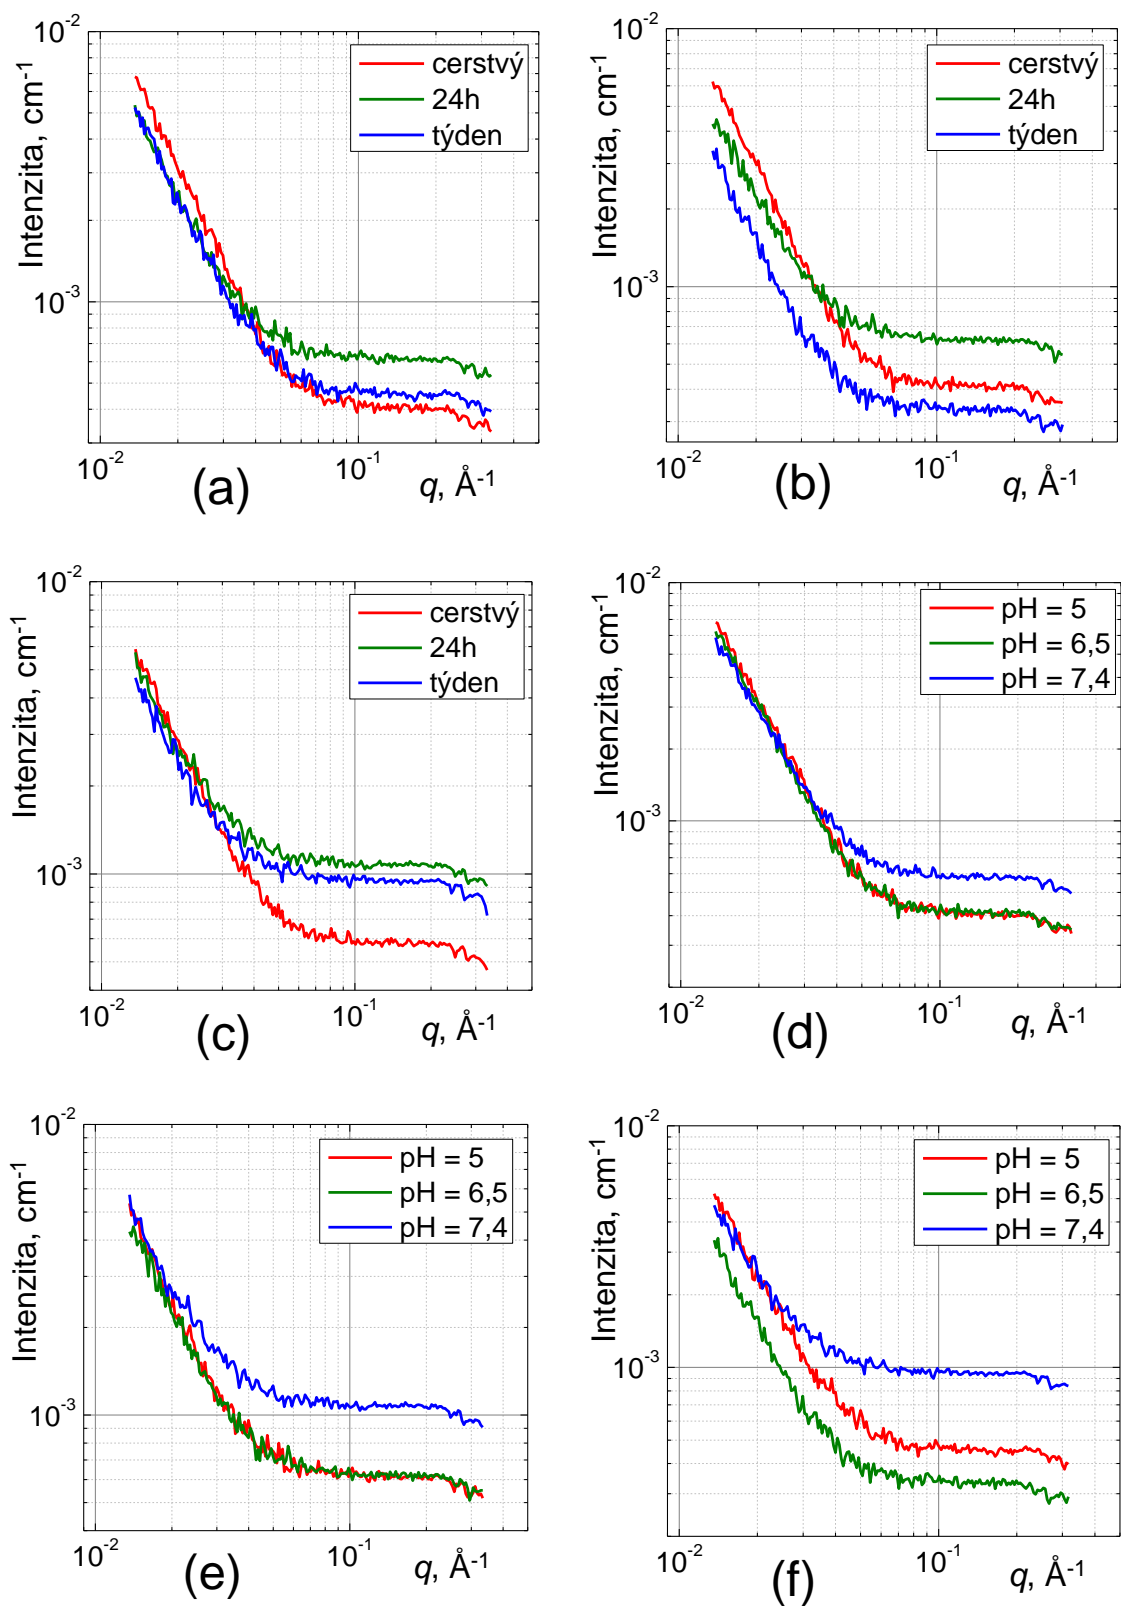 10⁻²
Intenzita, cm⁻¹
cerstvý
24h
týden
10⁻³
10⁻²
10⁻¹
q, Å⁻¹
(a)
10⁻²
Intenzita, cm⁻¹
cerstvý
24h
týden
10⁻³
10⁻²
10⁻¹
q, Å⁻¹
(b)
10⁻²
Intenzita, cm⁻¹
cerstvý
24h
týden
10⁻³
10⁻²
10⁻¹
q, Å⁻¹
(c)
10⁻²
Intenzita, cm⁻¹
pH = 5
pH = 6,5
pH = 7,4
10⁻³
10⁻²
10⁻¹
q, Å⁻¹
(d)
10⁻²
Intenzita, cm⁻¹
pH = 5
pH = 6,5
pH = 7,4
10⁻³
10⁻²
10⁻¹
q, Å⁻¹
(e)
10⁻²
Intenzita, cm⁻¹
pH = 5
pH = 6,5
pH = 7,4
10⁻³
10⁻²
10⁻¹
q, Å⁻¹
(f)